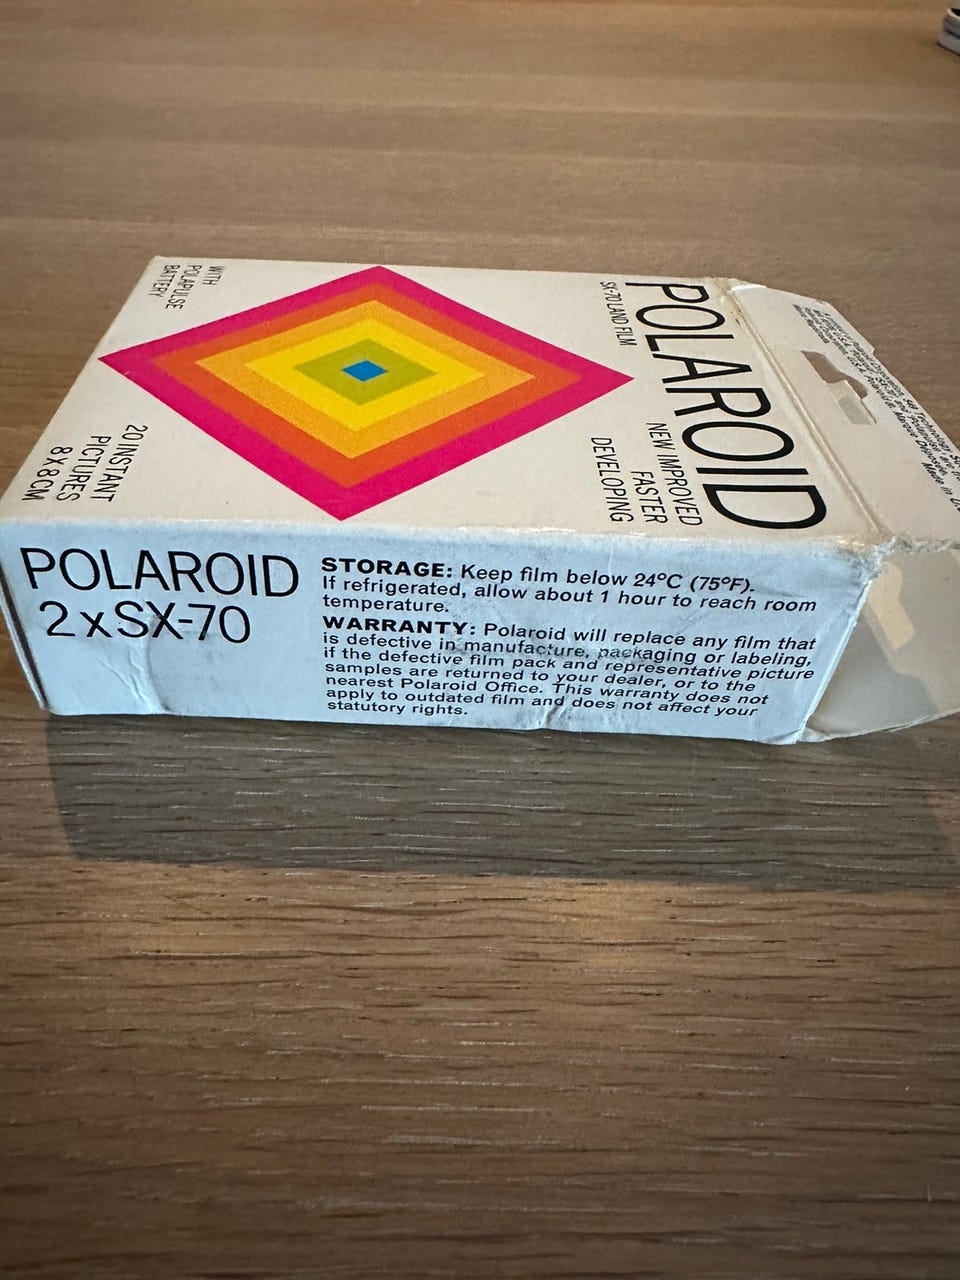 POLAROID
SX-70 LAND FILM
NEW IMPROVED
FASTER
DEVELOPING
WITH
POLAPULSE
BATTERY
20 INSTANT
PICTURES
8 X 8 CM
POLAROID
2 x SX-70
STORAGE: Keep film below 24°C (75°F).
If refrigerated, allow about 1 hour to reach room
temperature.
WARRANTY: Polaroid will replace any film that
is defective in manufacture, packaging or labeling,
if the defective film pack and representative picture
samples are returned to your dealer, or to the
nearest Polaroid Office. This warranty does not
apply to outdated film and does not affect your
statutory rights.